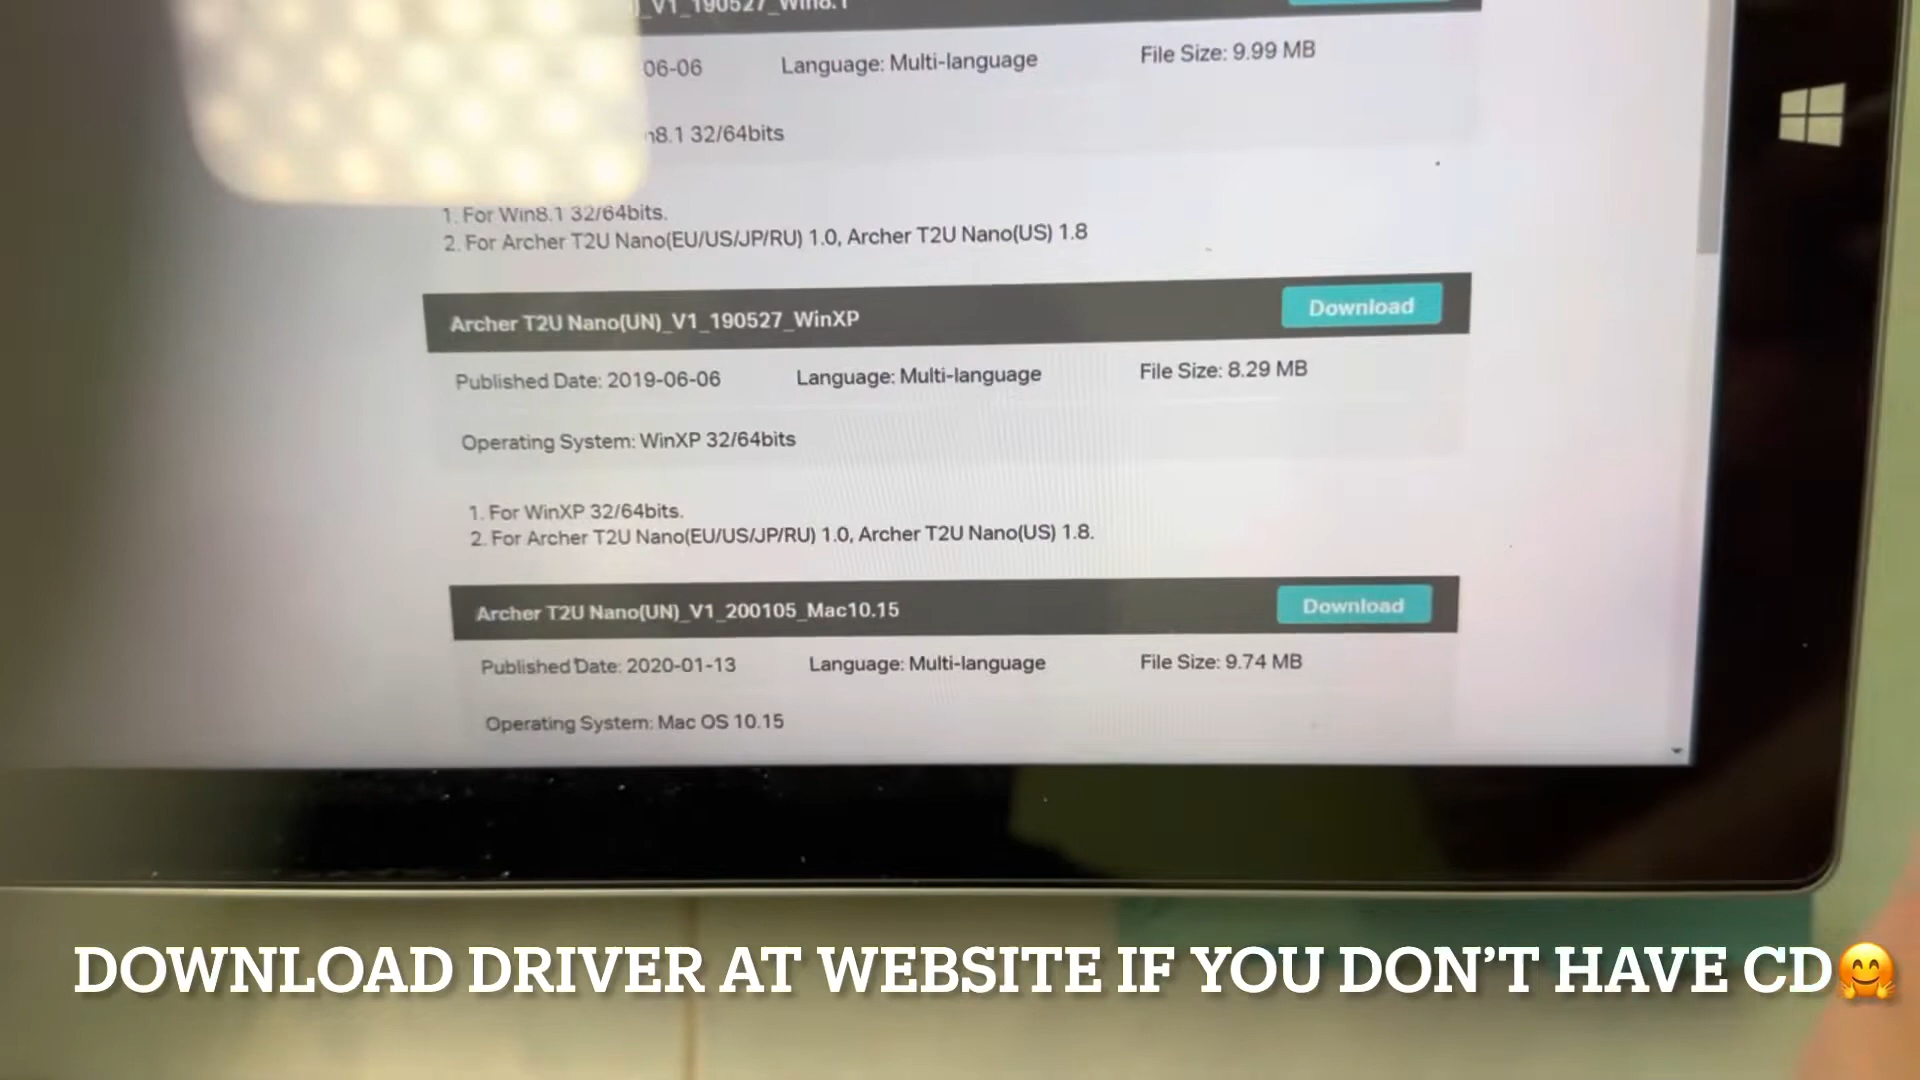 _V1_190527_Win8.1
06-06 Language: Multi-language File Size: 9.99 MB
8.1 32/64bits
1. For Win8.1 32/64bits.
2. For Archer T2U Nano(EU/US/JP/RU) 1.0, Archer T2U Nano(US) 1.8
Archer T2U Nano(UN)_V1_190527_WinXP Download
Published Date: 2019-06-06 Language: Multi-language File Size: 8.29 MB
Operating System: WinXP 32/64bits
1. For WinXP 32/64bits.
2. For Archer T2U Nano(EU/US/JP/RU) 1.0, Archer T2U Nano(US) 1.8.
Archer T2U Nano(UN)_V1_200105_Mac10.15 Download
Published Date: 2020-01-13 Language: Multi-language File Size: 9.74 MB
Operating System: Mac OS 10.15
DOWNLOAD DRIVER AT WEBSITE IF YOU DON’T HAVE CD🤗